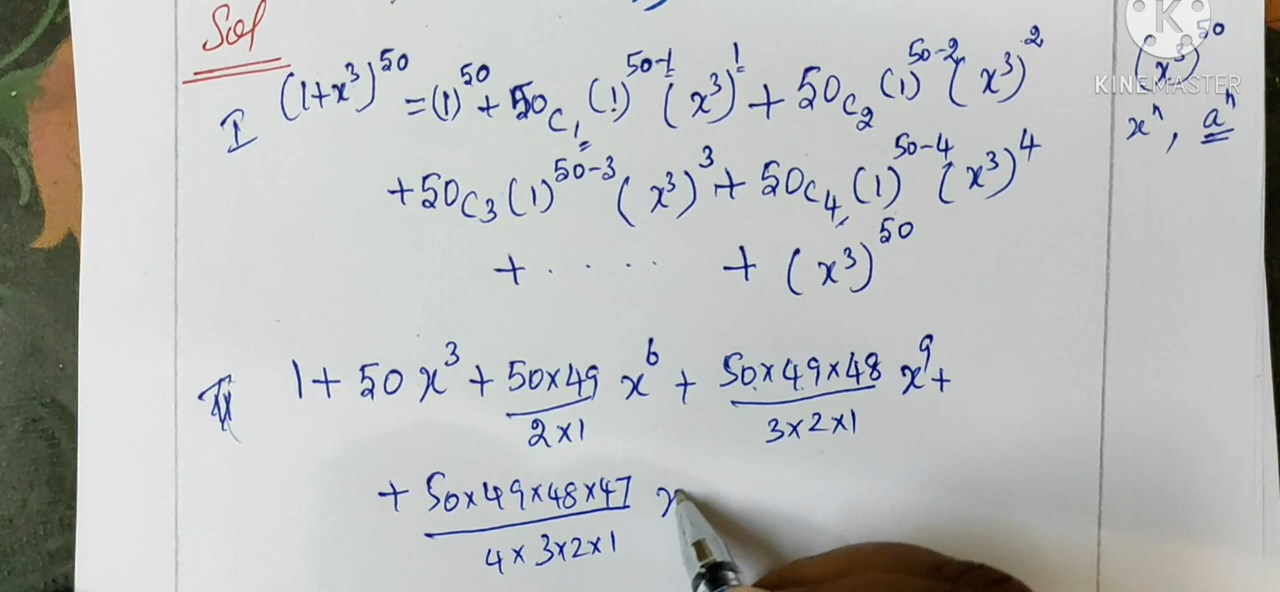 Sol
I (1+x³)⁵⁰ = (1)⁵⁰ + 50c₁ (1)⁵⁰⁻¹ (x³)¹ + 50c₂ (1)⁵⁰⁻² (x³)²
+ 50c₃ (1)⁵⁰⁻³ (x³)³ + 50c₄ (1)⁵⁰⁻⁴ (x³)⁴
+ . . . . + (x³)⁵⁰
II 1 + 50x³ + 50×49 x⁶ + 50×49×48 x⁹ +
2×1 3×2×1
+ 50×49×48×47 x
4×3×2×1
(x³)⁵⁰
xⁿ, aⁿ
K
KINEMASTER